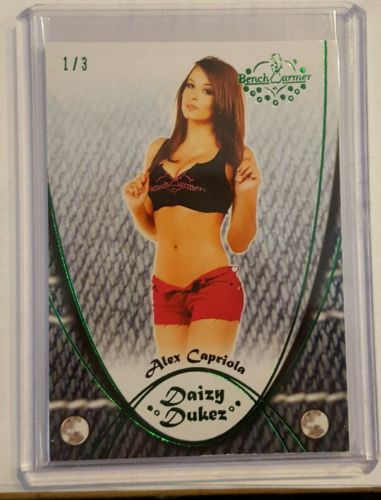 1/3
BenchWarmer
BenchWarmer
Alex Capriola
Daizy
Dukez